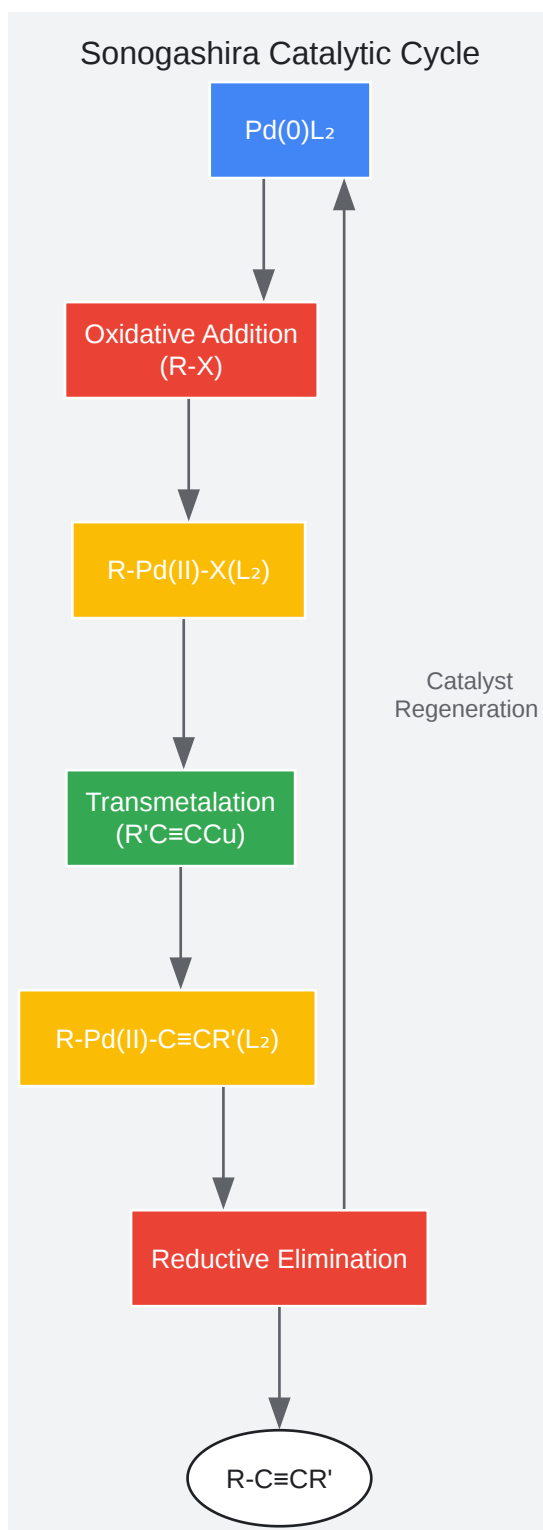 Sonogashira Catalytic Cycle
Pd(0)L₂
Oxidative Addition
(R-X)
R-Pd(II)-X(L₂)
Catalyst
Regeneration
Transmetalation
(R'C≡CCu)
R-Pd(II)-C≡CR'(L₂)
Reductive Elimination
R-C≡CR'